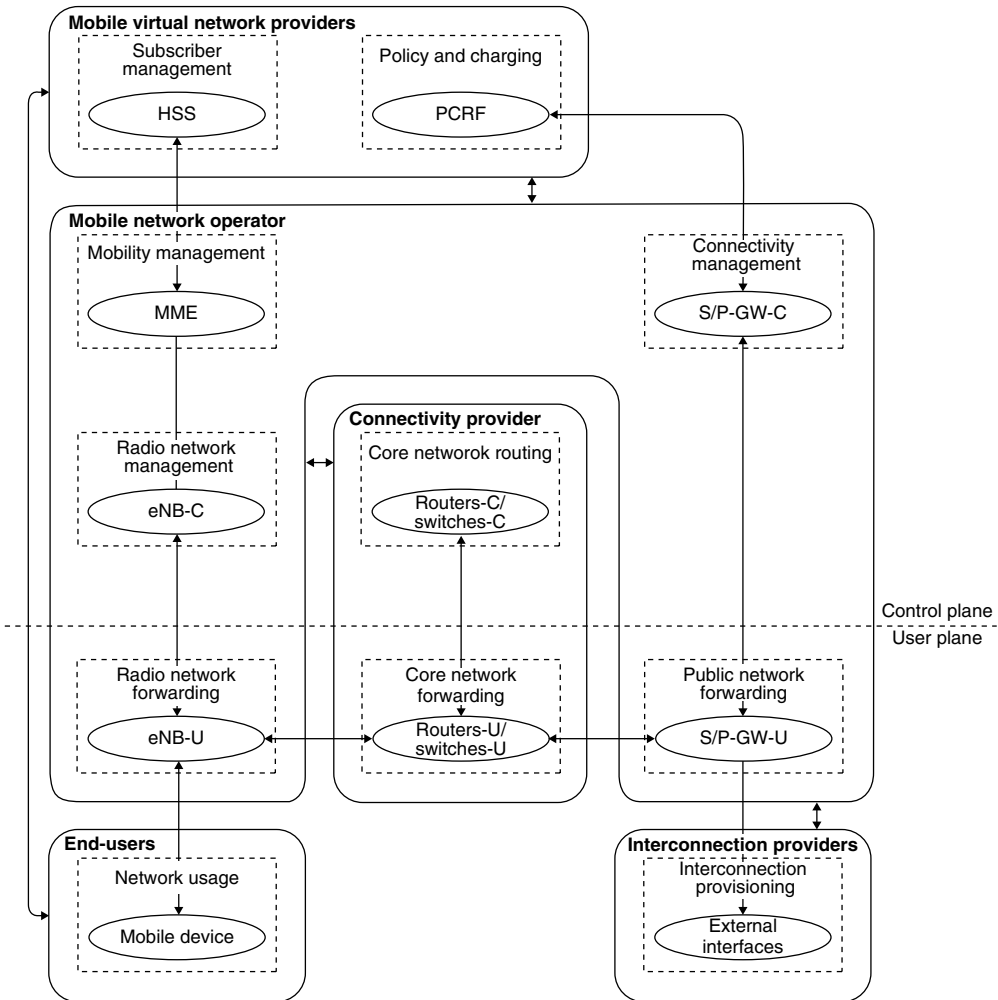 Mobile virtual network providers
Subscriber
management
HSS
Policy and charging
PCRF
Mobile network operator
Mobility management
MME
Connectivity
management
S/P-GW-C
Connectivity provider
Radio network
management
eNB-C
Core networok routing
Routers-C/
switches-C
Control plane
User plane
Radio network
forwarding
eNB-U
Core network
forwarding
Routers-U/
switches-U
Public network
forwarding
S/P-GW-U
End-users
Network usage
Mobile device
Interconnection providers
Interconnection
provisioning
External
interfaces